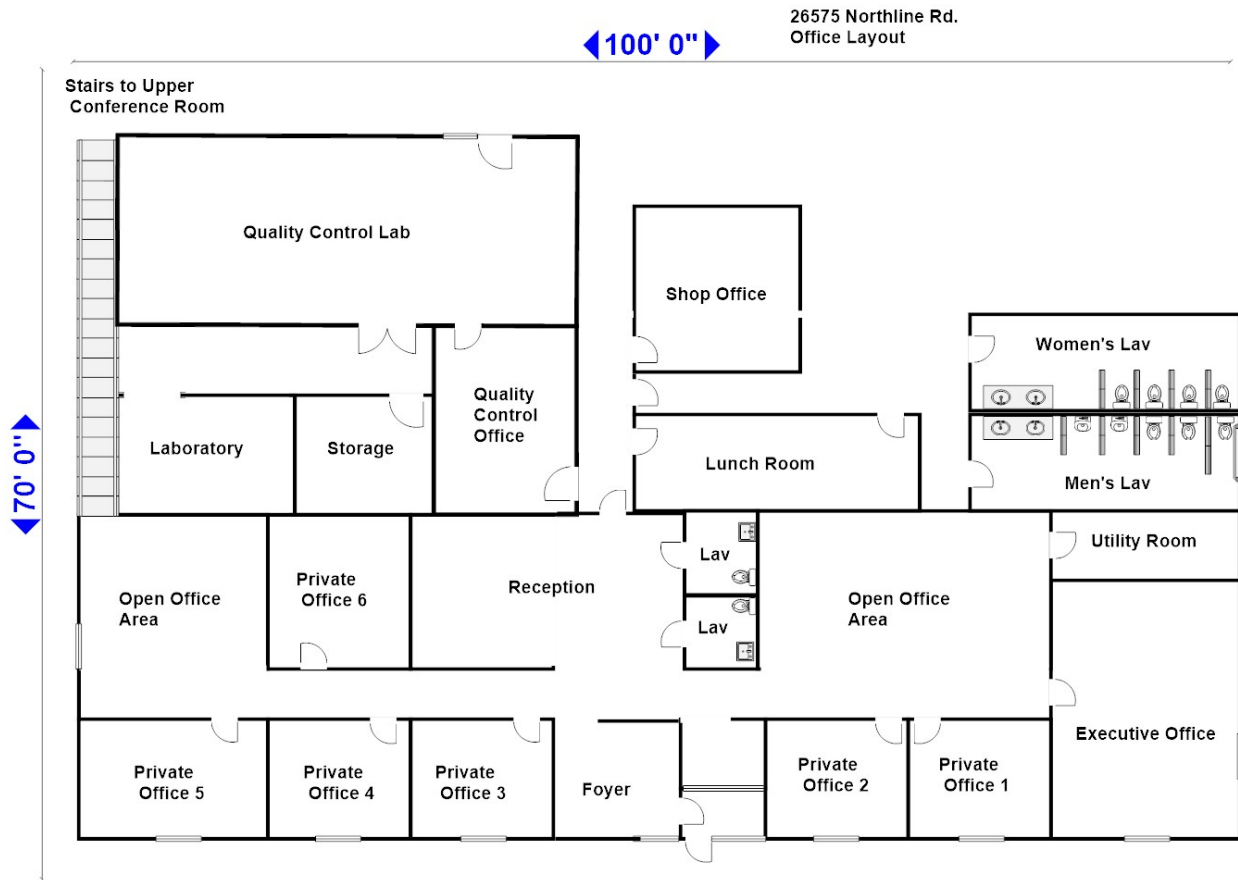 26575 Northline Rd.
Office Layout
100' 0"
Stairs to Upper
Conference Room
Quality Control Lab
Shop Office
Women's Lav
Quality
Control
Office
Laboratory
Storage
Lunch Room
Men's Lav
70' 0"
Utility Room
Lav
Reception
Private
Office 6
Open Office
Area
Open Office
Area
Lav
Executive Office
Private
Office 5
Private
Office 4
Private
Office 3
Foyer
Private
Office 2
Private
Office 1